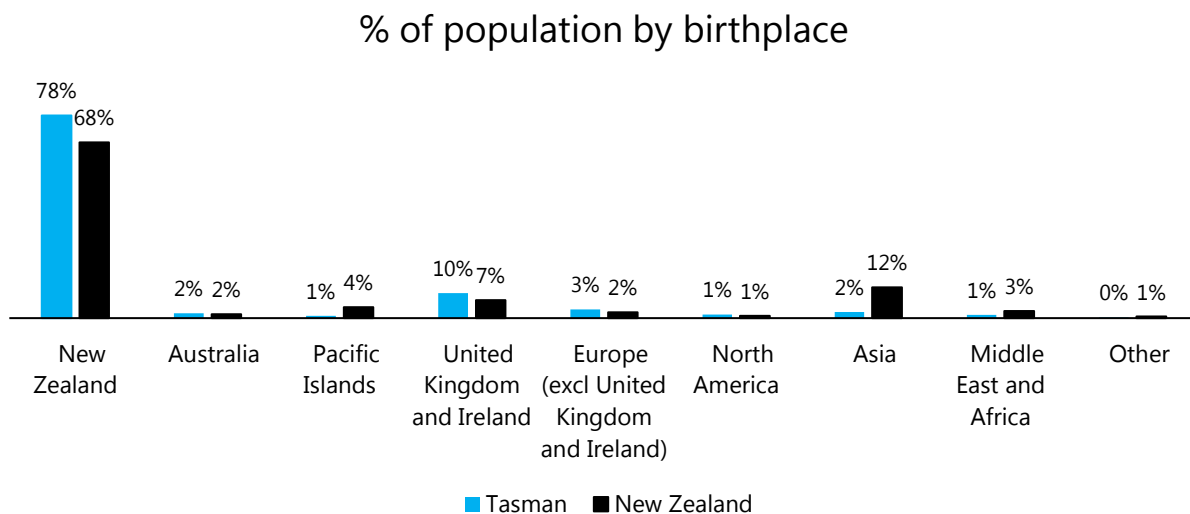 % of population by birthplace
78%
68%
2% 2%
1%
4%
10%
7%
3%
2%
1% 1%
2%
12%
1%
3%
0% 1%
New
Zealand
Australia
Pacific
Islands
United
Kingdom
and Ireland
Europe
(excl United
Kingdom
and Ireland)
North
America
Asia
Middle
East and
Africa
Other
Tasman New Zealand